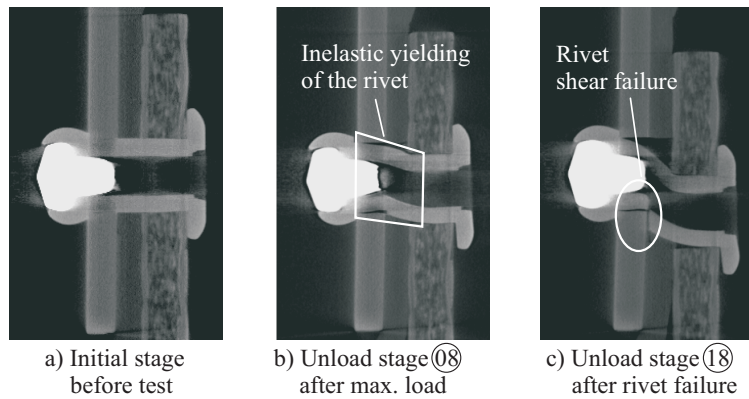 Inelastic yielding
of the rivet
Rivet
shear failure
a) Initial stage
before test
b) Unload stage 08
after max. load
c) Unload stage 18
after rivet failure